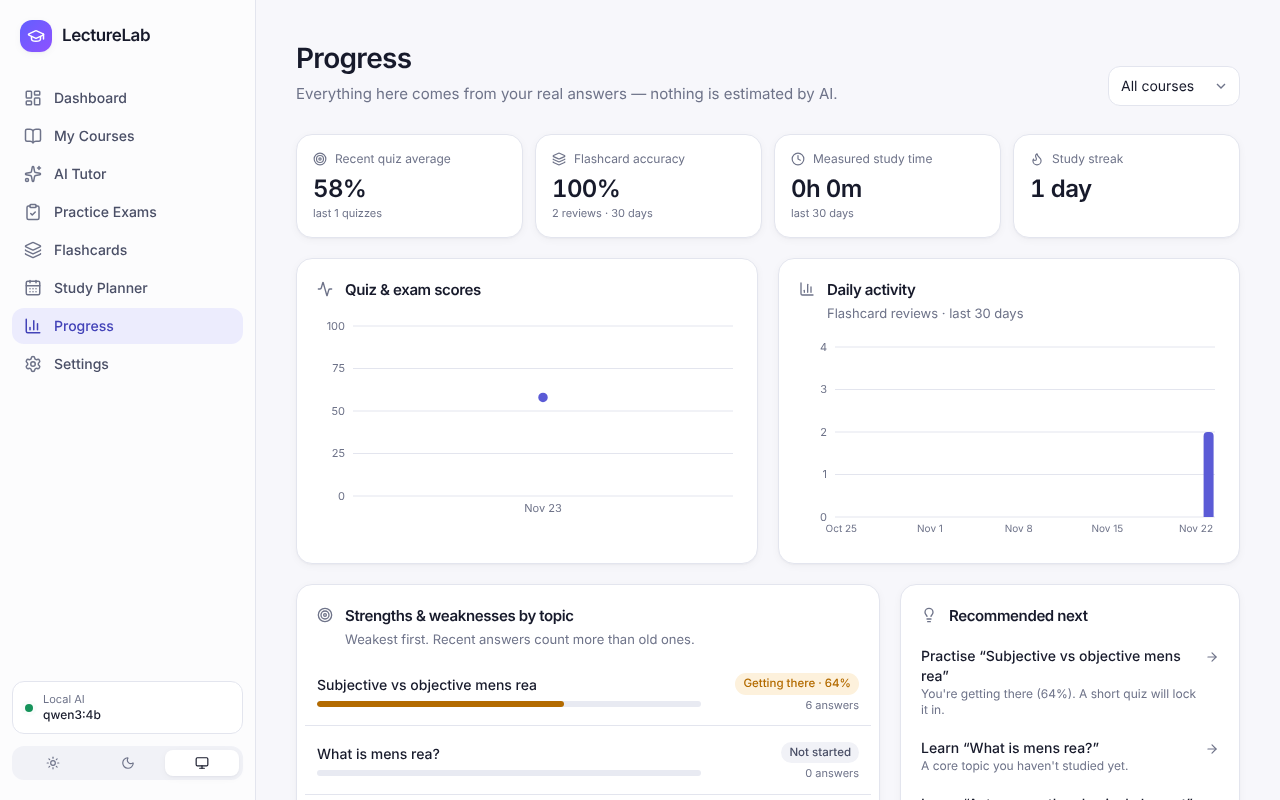 LectureLab
Dashboard
My Courses
AI Tutor
Practice Exams
Flashcards
Study Planner
Progress
Settings
Local AI
qwen3:4b
Progress
Everything here comes from your real answers — nothing is estimated by AI.
All courses
Recent quiz average
58%
last 1 quizzes
Flashcard accuracy
100%
2 reviews · 30 days
Measured study time
0h 0m
last 30 days
Study streak
1 day
Quiz & exam scores
100
75
50
25
0
Nov 23
Daily activity
Flashcard reviews · last 30 days
4
3
2
1
0
Oct 25 Nov 1 Nov 8 Nov 15 Nov 22
Strengths & weaknesses by topic
Weakest first. Recent answers count more than old ones.
Subjective vs objective mens rea
Getting there · 64%
6 answers
What is mens rea?
Not started
0 answers
Recommended next
Practise “Subjective vs objective mens
rea”
You're getting there (64%). A short quiz will lock
it in.
Learn “What is mens rea?”
A core topic you haven't studied yet.